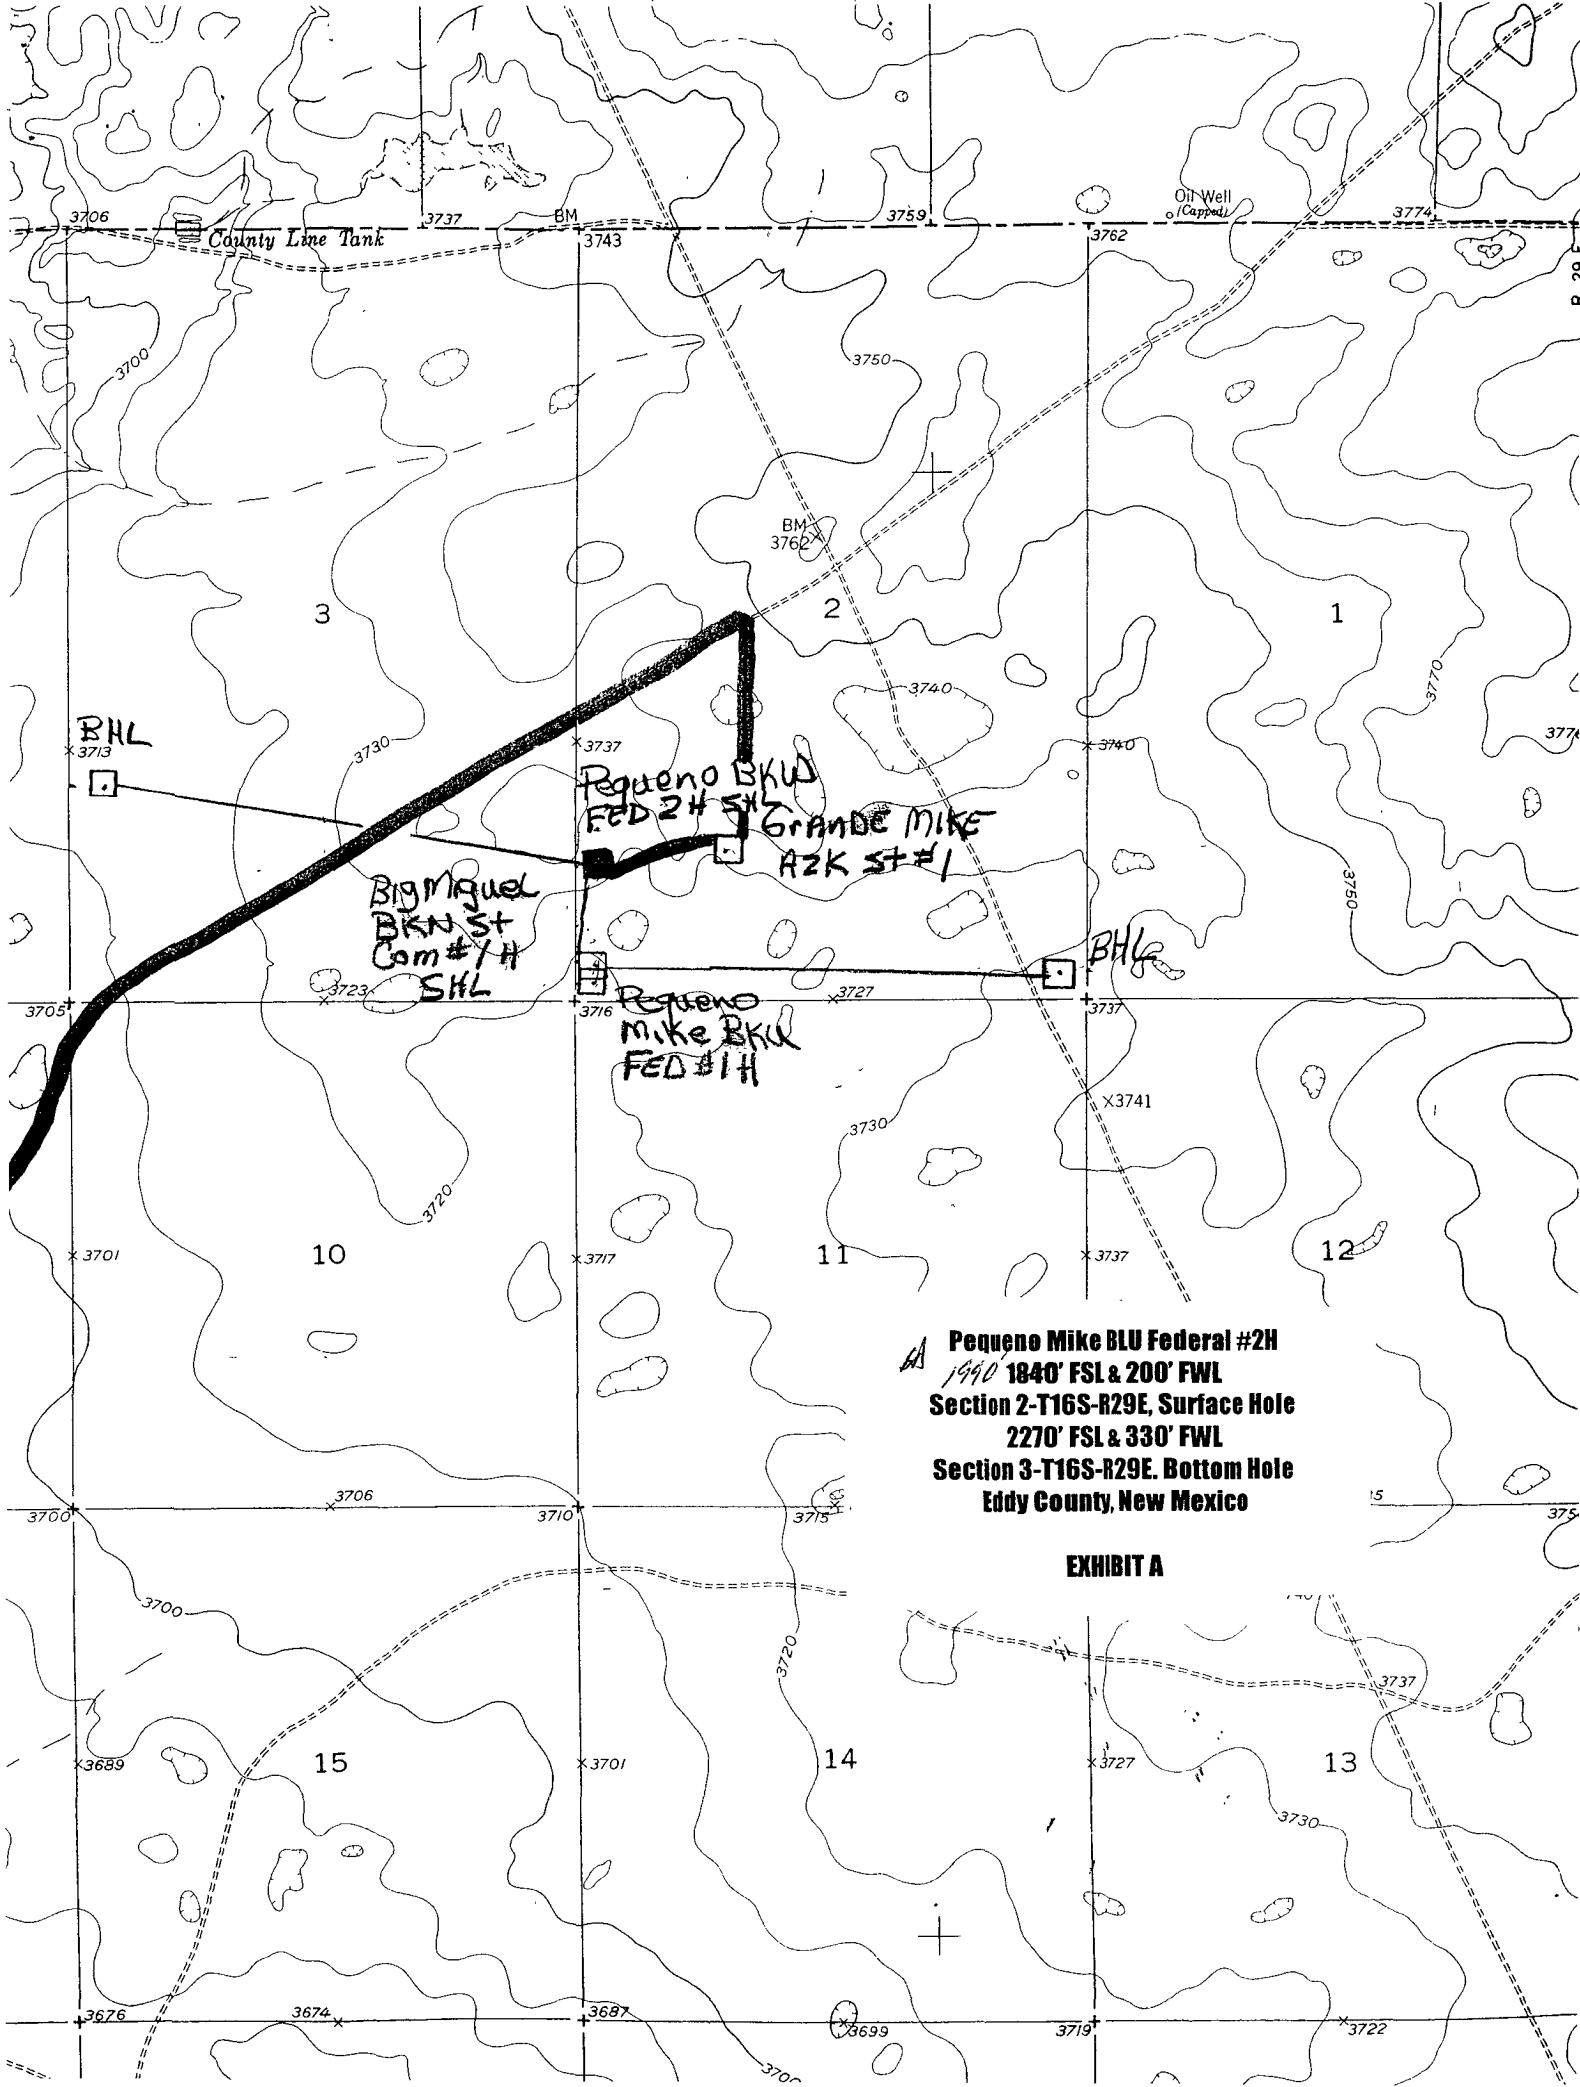 3706
County Line Tank
3737
BM
3743
3759
Oil Well
(Capped)
3762
3774
3700
3750
BM
3762
3
2
1
3740
3770
BHL
3713
3730
3737
3740
Pequeno BKU
FED 2H SHL
GRANDE MIKE
AZK St #1
Big Miguel
BKN St
Com #1H
SHL
3750
BHL
3705
3723
3716
3727
3737
Pequeno
Mike BKU
FED #1H
3741
3730
3720
3701
10
3717
11
3737
12
Pequeno Mike BLU Federal #2H
1990' 1840' FSL & 200' FWL
Section 2-T16S-R29E, Surface Hole
2270' FSL & 330' FWL
Section 3-T16S-R29E. Bottom Hole
Eddy County, New Mexico
EXHIBIT A
3700
3706
3710
3715
3700
3720
3737
3689
15
3701
14
3727
13
3730
3676
3674
3687
3699
3719
3722